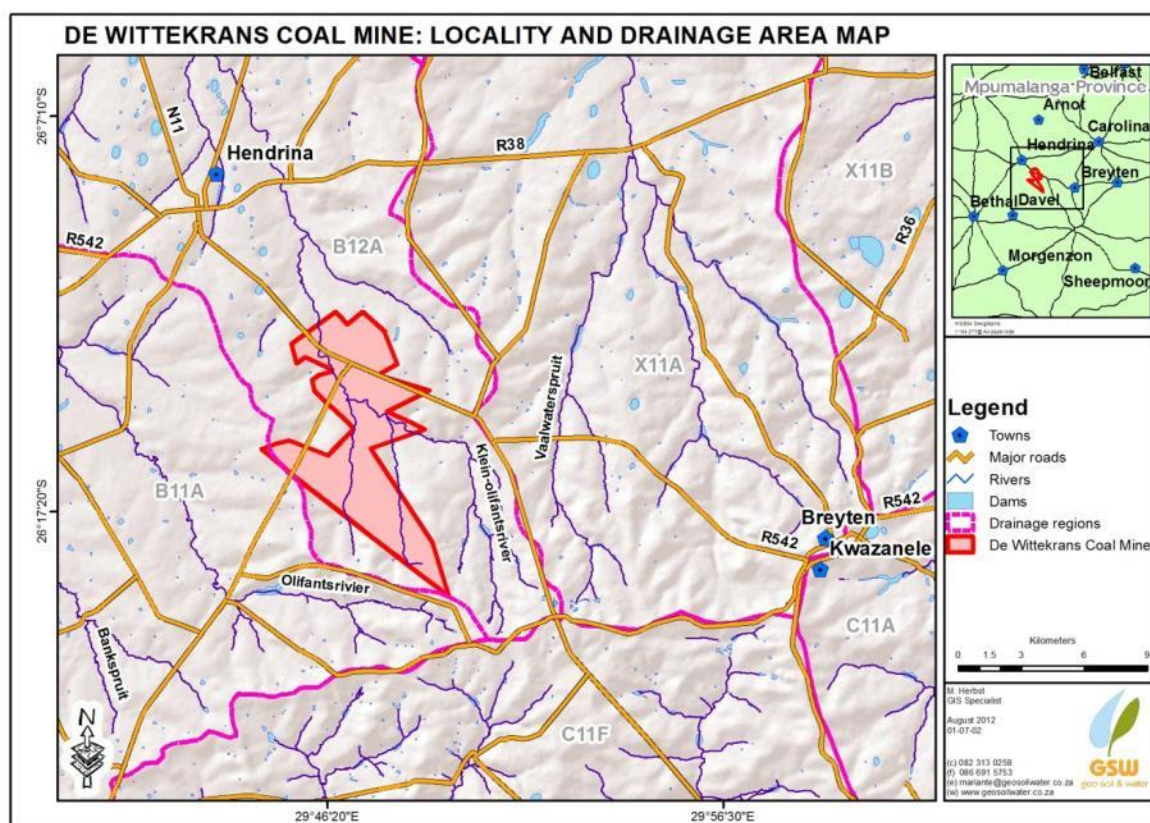 DE WITTEKRANS COAL MINE: LOCALITY AND DRAINAGE AREA MAP
26°7'10"S
26°17'20"S
29°46'20"E
29°56'30"E
N11
Hendrina
R38
X11B
R542
B12A
R36
X11A
Vaalwaterspruit
Klein-olifantsrivier
B11A
R542
Breyten
R542
Kwazanele
Olifantsrivier
C11A
Bankspruit
C11F
N
Belfast
Mpumalanga Province
Arnot
Carolina
Hendrina
Breyten
Bethal
Davel
Morgenzon
Sheepmoor
Legend
Towns
Major roads
Rivers
Dams
Drainage regions
De Wittekrans Coal Mine
Kilometers
0 1.5 3 6 9
M. Herbst
GIS Specialist
August 2012
01-07-02
(c) 082 313 0258
(f) 086 691 5753
(e) mariante@geosoilwater.co.za
(w) www.geosoilwater.co.za
GSW
geo soil & water